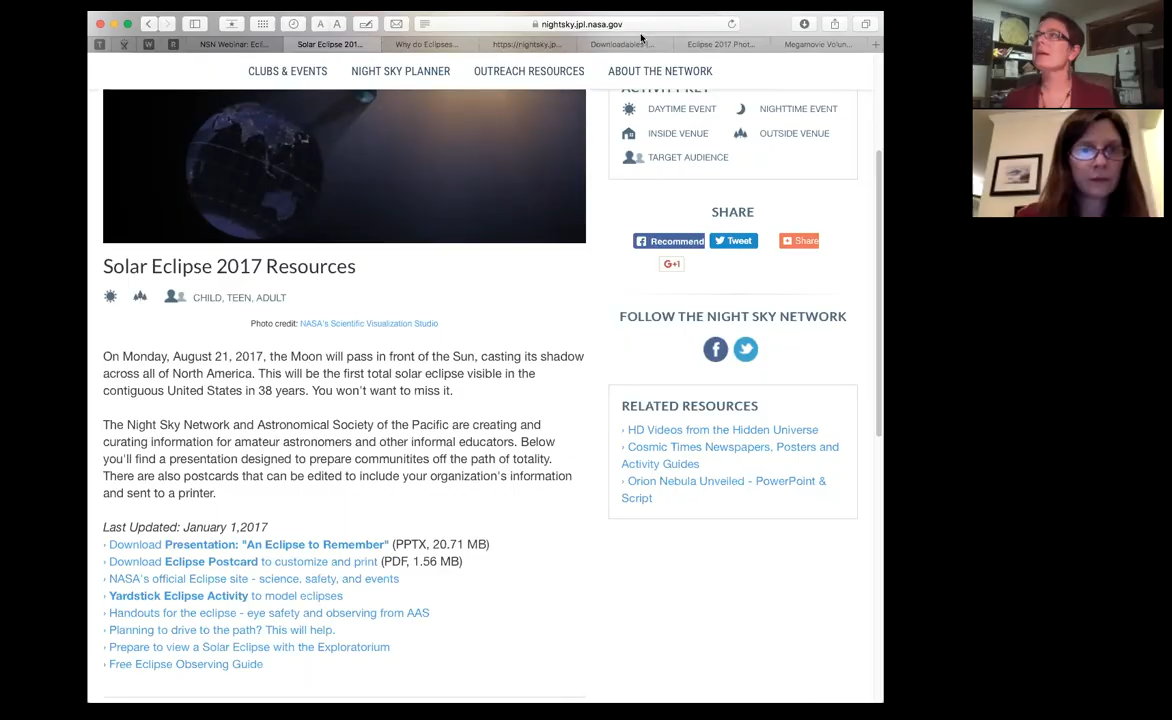 nightsky.jpl.nasa.gov
NSN Webinar: Ecli...
Solar Eclipse 201...
Why do Eclipses...
https://nightsky.jp...
Downloadables |...
Eclipse 2017 Phot...
Megamovie Volun...
CLUBS & EVENTS
NIGHT SKY PLANNER
OUTREACH RESOURCES
ABOUT THE NETWORK
ACTIVITY KEY
DAYTIME EVENT
NIGHTTIME EVENT
INSIDE VENUE
OUTSIDE VENUE
TARGET AUDIENCE
SHARE
Recommend
Tweet
Share
G+1
FOLLOW THE NIGHT SKY NETWORK
RELATED RESOURCES
› HD Videos from the Hidden Universe
› Cosmic Times Newspapers, Posters and
Activity Guides
› Orion Nebula Unveiled - PowerPoint &
Script
Solar Eclipse 2017 Resources
CHILD, TEEN, ADULT
Photo credit: NASA's Scientific Visualization Studio
On Monday, August 21, 2017, the Moon will pass in front of the Sun, casting its shadow
across all of North America. This will be the first total solar eclipse visible in the
contiguous United States in 38 years. You won't want to miss it.
The Night Sky Network and Astronomical Society of the Pacific are creating and
curating information for amateur astronomers and other informal educators. Below
you'll find a presentation designed to prepare communitites off the path of totality.
There are also postcards that can be edited to include your organization's information
and sent to a printer.
Last Updated: January 1,2017
› Download Presentation: "An Eclipse to Remember" (PPTX, 20.71 MB)
› Download Eclipse Postcard to customize and print (PDF, 1.56 MB)
› NASA's official Eclipse site - science, safety, and events
› Yardstick Eclipse Activity to model eclipses
› Handouts for the eclipse - eye safety and observing from AAS
› Planning to drive to the path? This will help.
› Prepare to view a Solar Eclipse with the Exploratorium
› Free Eclipse Observing Guide